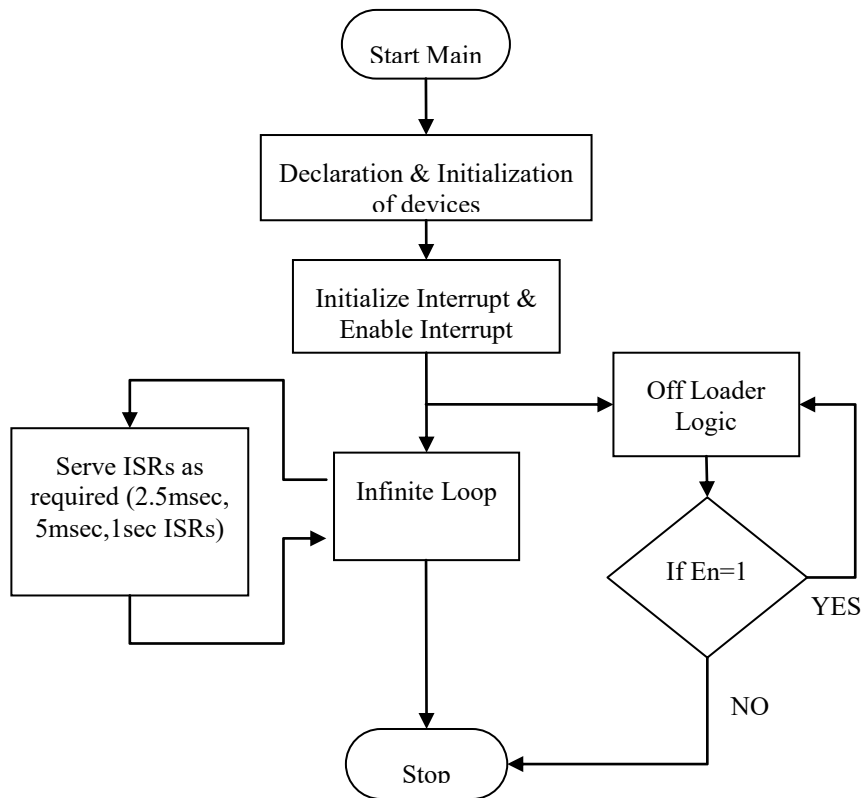 Start Main
Declaration & Initialization
of devices
Initialize Interrupt &
Enable Interrupt
Off Loader
Logic
Serve ISRs as
required (2.5msec,
5msec,1sec ISRs)
Infinite Loop
If En=1
YES
NO
Stop